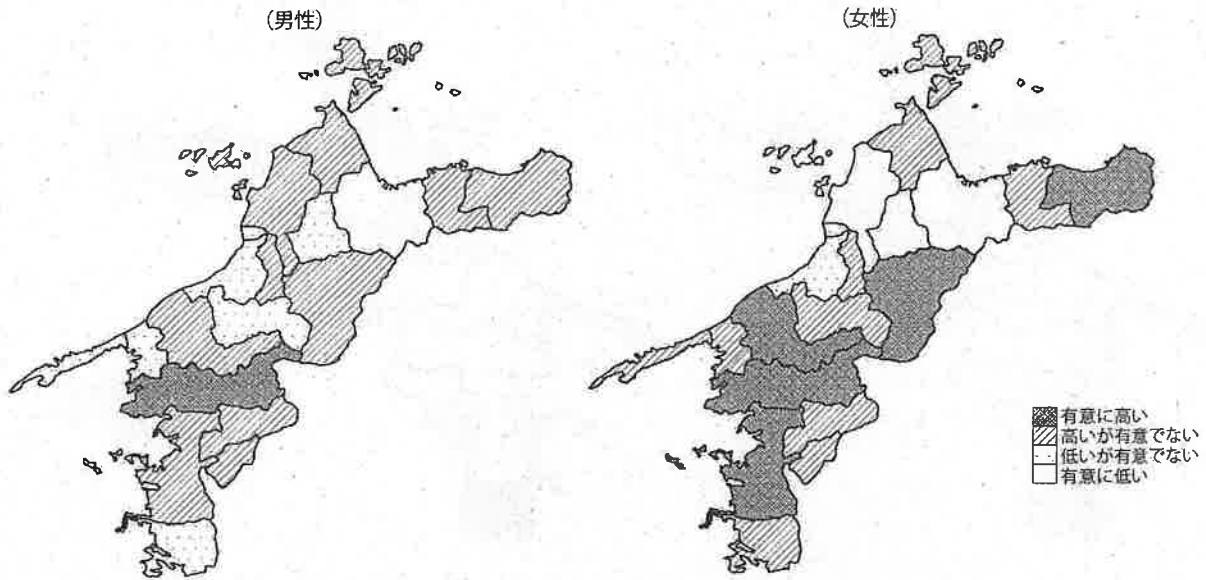 (男性)
(女性)
有意に高い
高いが有意でない
低いが有意でない
有意に低い